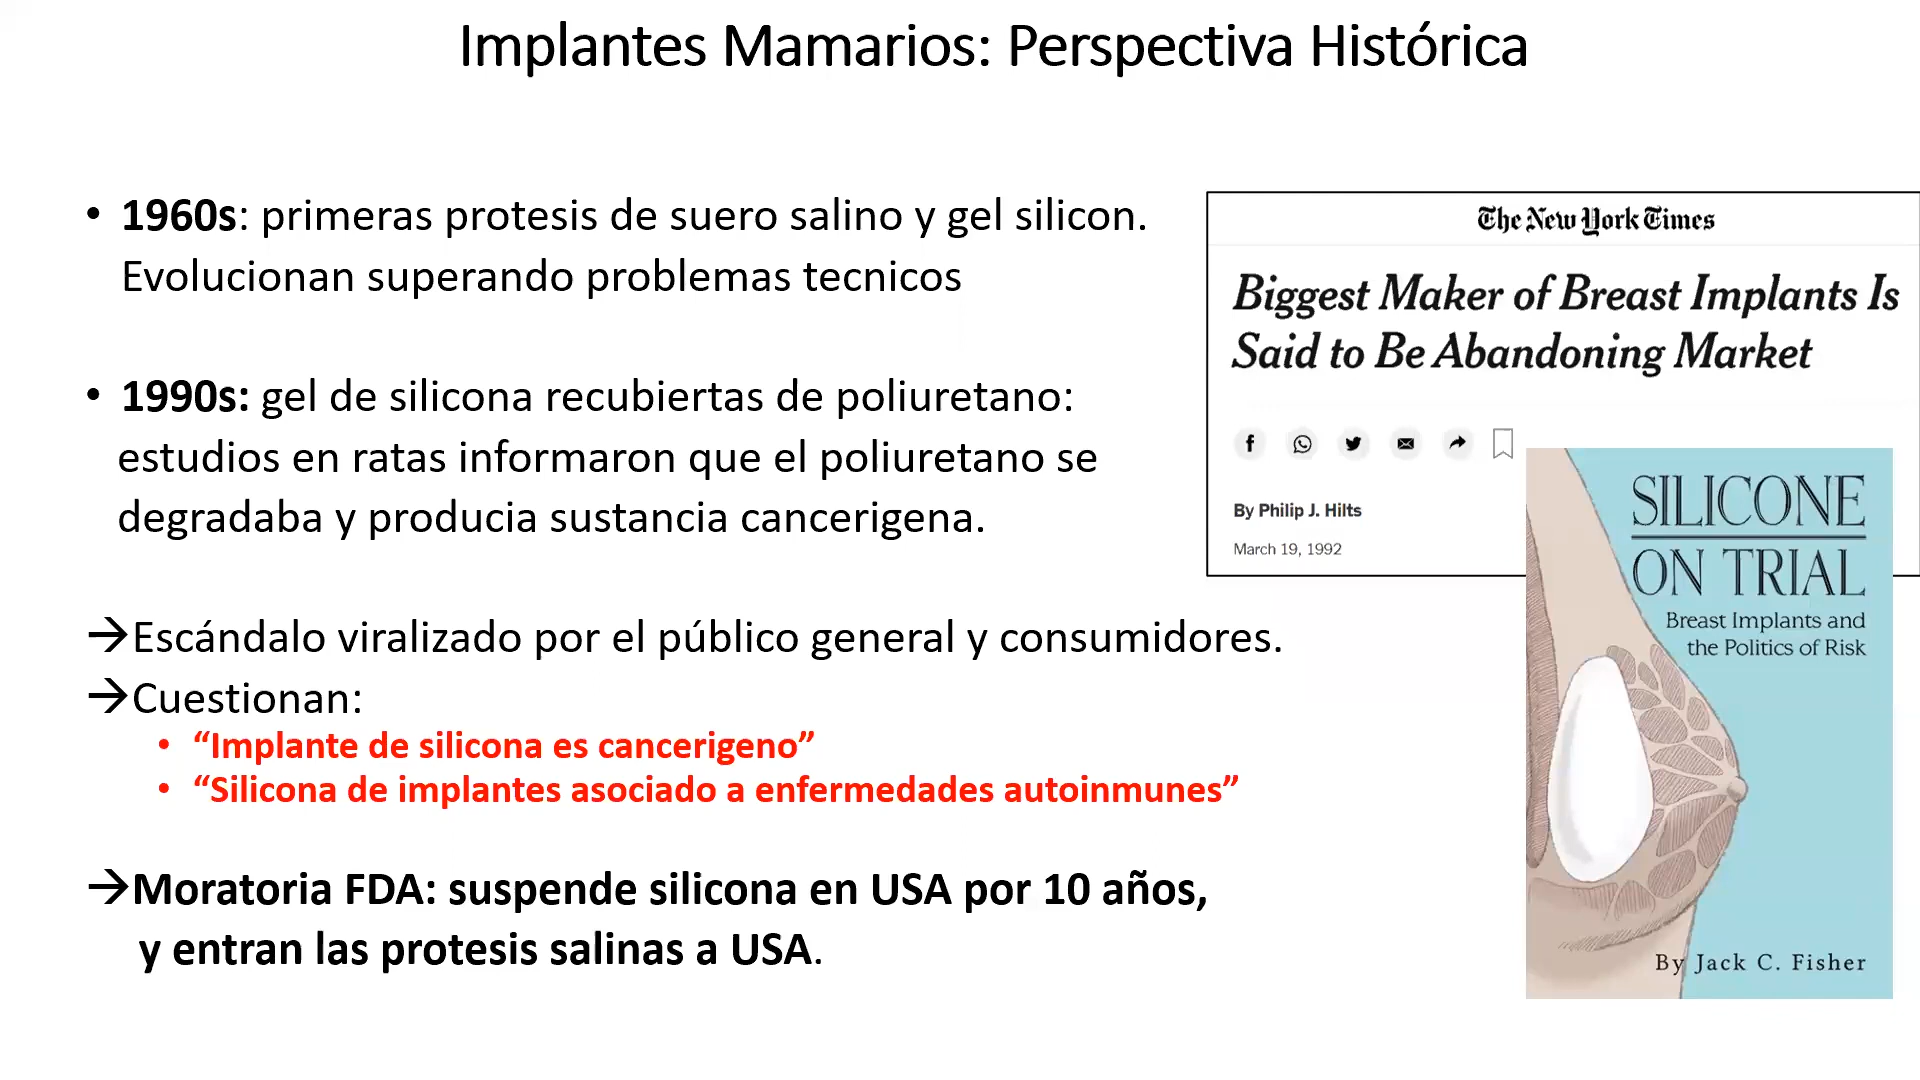 Implantes Mamarios: Perspectiva Histórica
• 1960s: primeras protesis de suero salino y gel silicon.
Evolucionan superando problemas tecnicos
• 1990s: gel de silicona recubiertas de poliuretano:
estudios en ratas informaron que el poliuretano se
degradaba y producia sustancia cancerigena.
→Escándalo viralizado por el público general y consumidores.
→Cuestionan:
• “Implante de silicona es cancerigeno”
• “Silicona de implantes asociado a enfermedades autoinmunes”
→Moratoria FDA: suspende silicona en USA por 10 años,
y entran las protesis salinas a USA.
The New York Times
Biggest Maker of Breast Implants Is
Said to Be Abandoning Market
By Philip J. Hilts
March 19, 1992
SILICONE
ON TRIAL
Breast Implants and
the Politics of Risk
By Jack C. Fisher